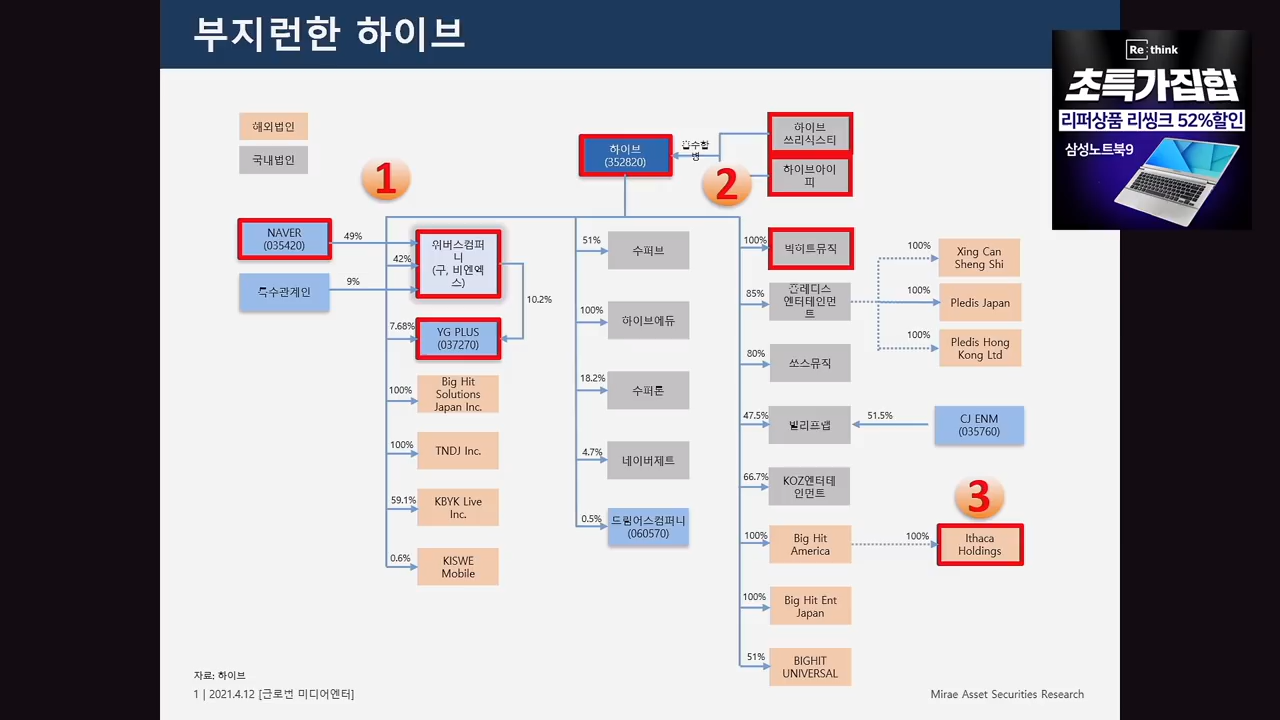 부지런한 하이브
Re:think
초특가집합
리퍼상품 리씽크 52%할인
삼성노트북9
해외법인
국내법인
1
하이브
(352820)
흡수합
병
2
하이브
쓰리식스티
하이브아이
피
NAVER
(035420)
49%
42%
특수관계인
9%
위버스컴퍼
니
(구, 비엔엑
스)
10.2%
7.68%
YG PLUS
(037270)
100%
Big Hit
Solutions
Japan Inc.
100%
TNDJ Inc.
59.1%
KBYK Live
Inc.
0.6%
KISWE
Mobile
51%
수퍼브
100%
하이브에듀
18.2%
수퍼톤
4.7%
네이버제트
0.5%
드림어스컴퍼니
(060570)
100%
빅히트뮤직
85%
플레디스
엔터테인먼
트
100%
Xing Can
Sheng Shi
100%
Pledis Japan
100%
Pledis Hong
Kong Ltd
80%
쏘스뮤직
47.5%
빌리프랩
51.5%
CJ ENM
(035760)
66.7%
KOZ엔터테
인먼트
3
100%
Big Hit
America
100%
Ithaca
Holdings
100%
Big Hit Ent
Japan
51%
BIGHIT
UNIVERSAL
자료: 하이브
1 | 2021.4.12 [글로벌 미디어엔터]
Mirae Asset Securities Research